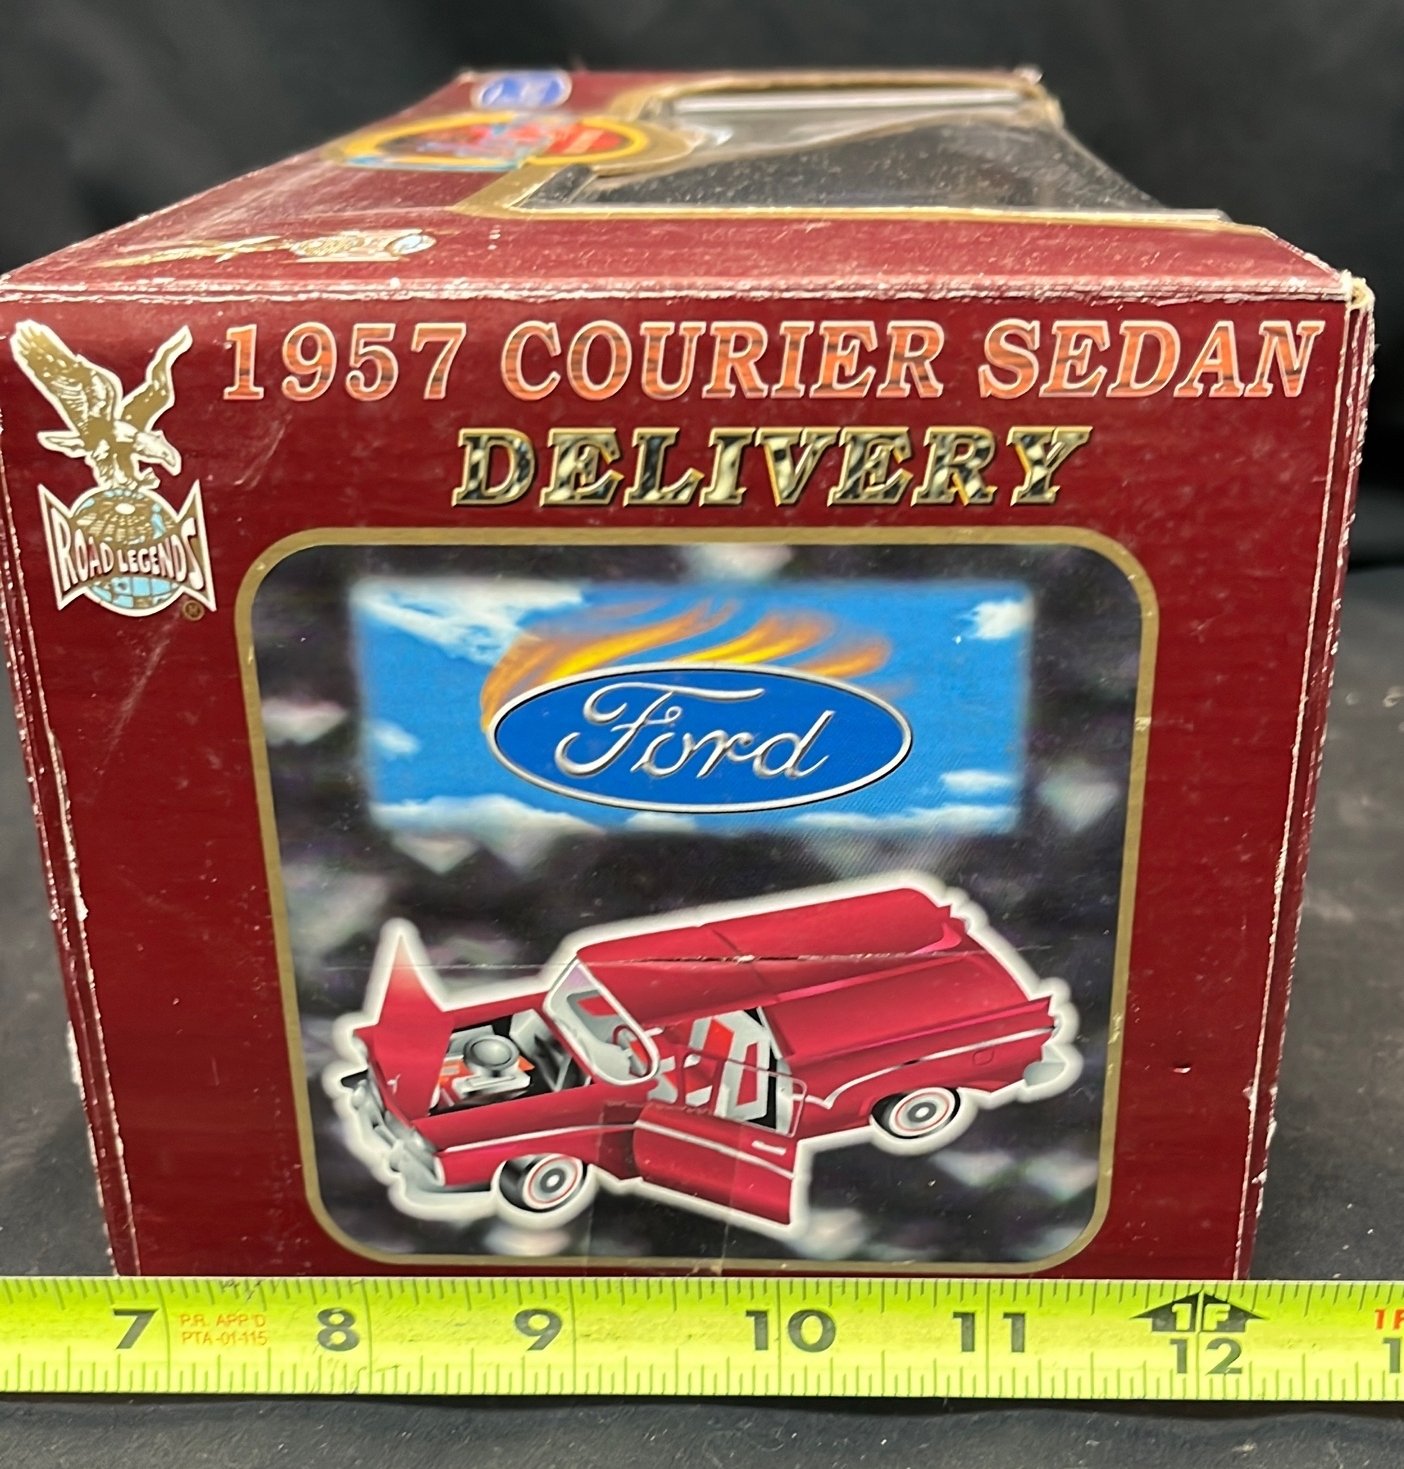 1957 COURIER SEDAN
DELIVERY
ROAD LEGENDS
Ford
7 8 9 10 11 12
P.R. APP'D
PTA-01-115
1F